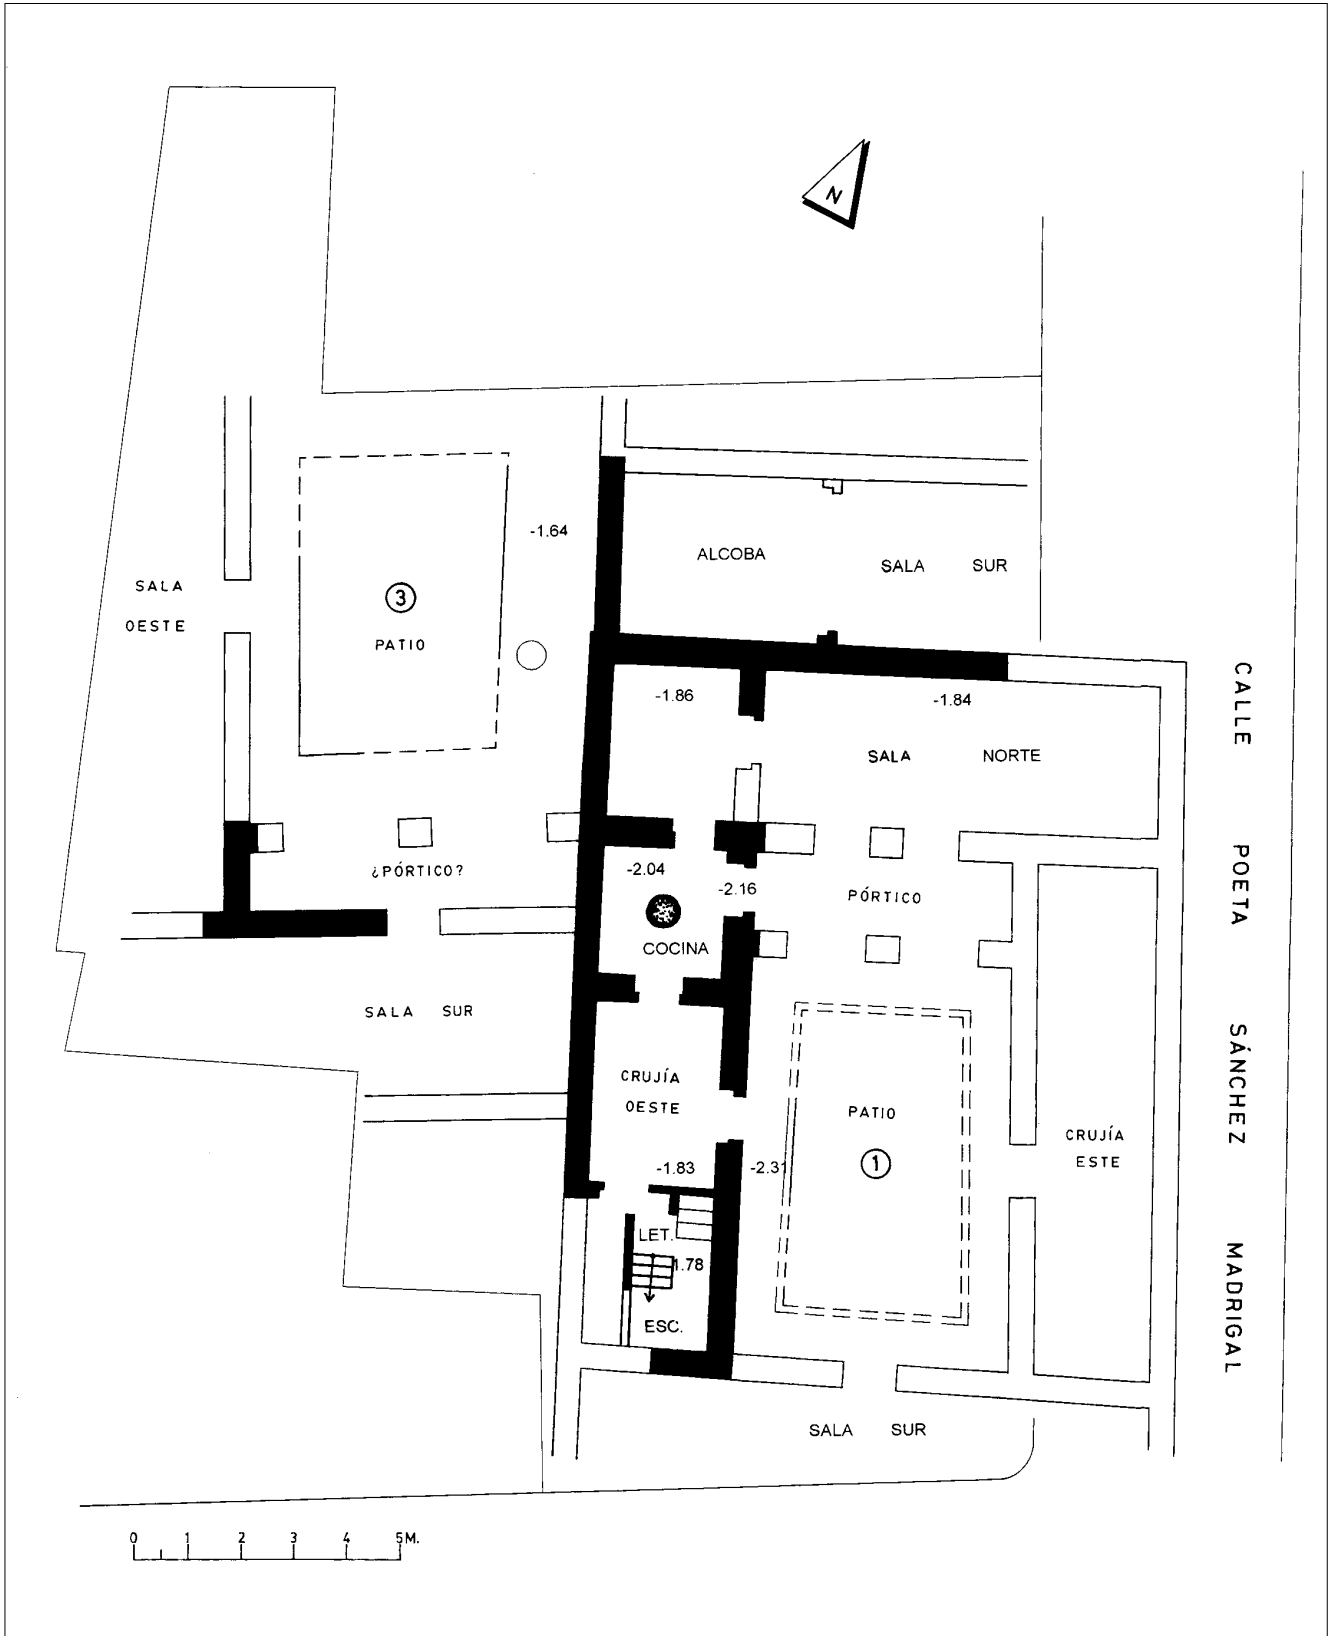 N
-1.64
ALCOBA
SALA SUR
SALA
OESTE
3
PATIO
-1.86
-1.84
SALA NORTE
¿PÓRTICO?
-2.04
-2.16
PÓRTICO
COCINA
SALA SUR
CRUJÍA
OESTE
PATIO
1
CRUJÍA
ESTE
-1.83
-2.31
LET.
1.78
ESC.
SALA SUR
CALLE POETA SÁNCHEZ MADRIGAL
0 1 2 3 4 5M.